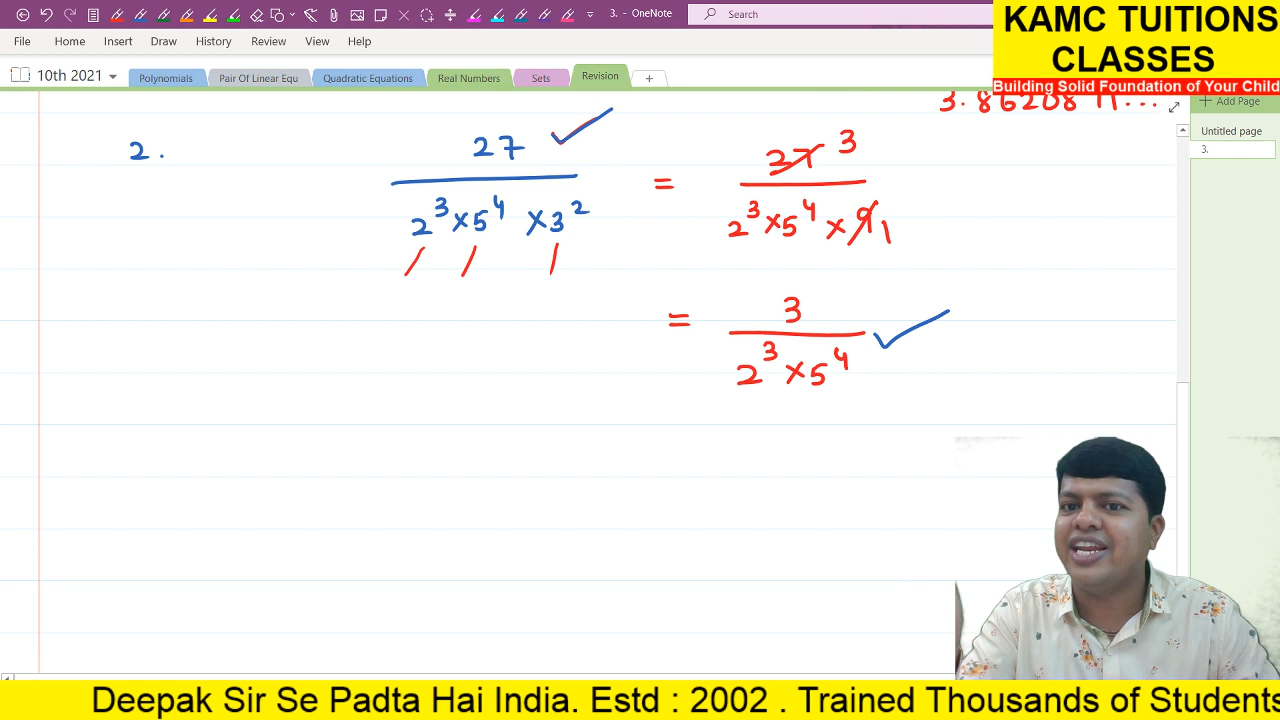 3. - OneNote
Search
KAMC TUITIONS
CLASSES
Building Solid Foundation of Your Child
File Home Insert Draw History Review View Help
10th 2021
Polynomials Pair Of Linear Equ Quadratic Equations Real Numbers Sets Revision +
Add Page
Untitled page
3.
2.
27 / 2³ × 5⁴ × 3² = 27 3 / 2³ × 5⁴ × 9 1
= 3 / 2³ × 5⁴
Deepak Sir Se Padta Hai India. Estd : 2002 . Trained Thousands of Students